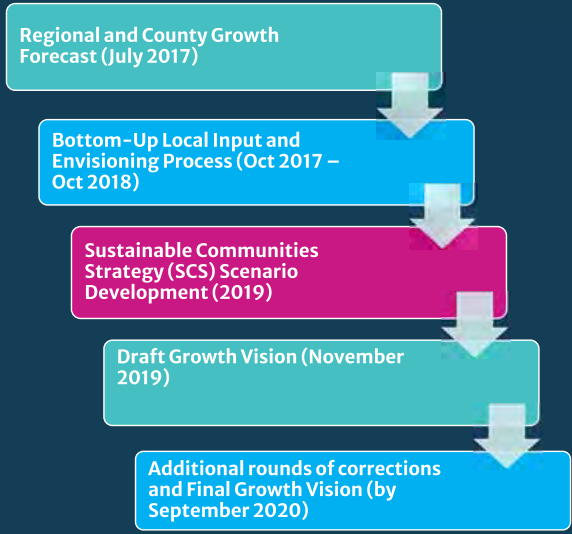 Regional and County Growth
Forecast (July 2017)
Bottom-Up Local Input and
Envisioning Process (Oct 2017 –
Oct 2018)
Sustainable Communities
Strategy (SCS) Scenario
Development (2019)
Draft Growth Vision (November
2019)
Additional rounds of corrections
and Final Growth Vision (by
September 2020)